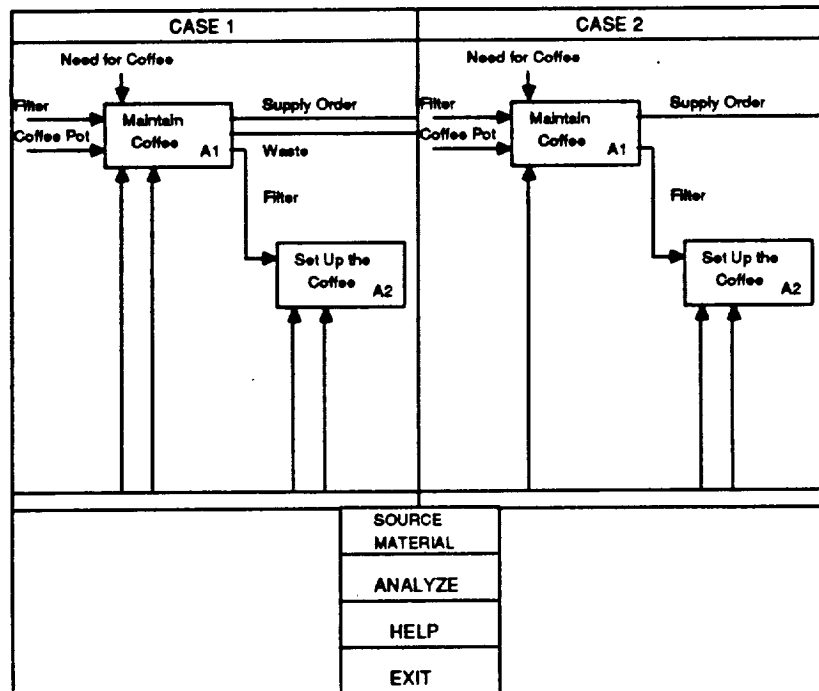 CASE 1
Need for Coffee
Filter
Coffee Pot
Maintain
Coffee
A1
Supply Order
Waste
Filter
Set Up the
Coffee
A2
CASE 2
Need for Coffee
Filter
Coffee Pot
Maintain
Coffee
A1
Supply Order
Filter
Set Up the
Coffee
A2
SOURCE
MATERIAL
ANALYZE
HELP
EXIT